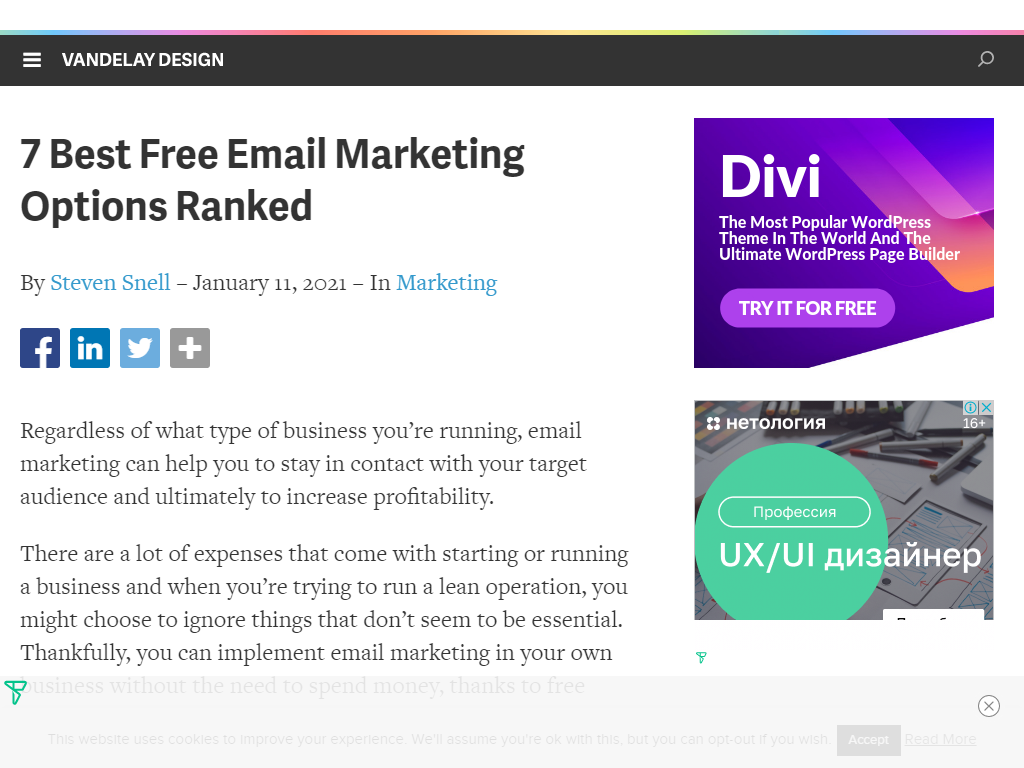 VANDELAY DESIGN
7 Best Free Email Marketing
Options Ranked
By Steven Snell – January 11, 2021 – In Marketing
Regardless of what type of business you’re running, email
marketing can help you to stay in contact with your target
audience and ultimately to increase profitability.
There are a lot of expenses that come with starting or running
a business and when you’re trying to run a lean operation, you
might choose to ignore things that don’t seem to be essential.
Thankfully, you can implement email marketing in your own
business without the need to spend money, thanks to free
Divi
The Most Popular WordPress
Theme In The World And The
Ultimate WordPress Page Builder
TRY IT FOR FREE
нетология
16+
Профессия
UX/UI дизайнер
This website uses cookies to improve your experience. We'll assume you're ok with this, but you can opt-out if you wish. Accept Read More